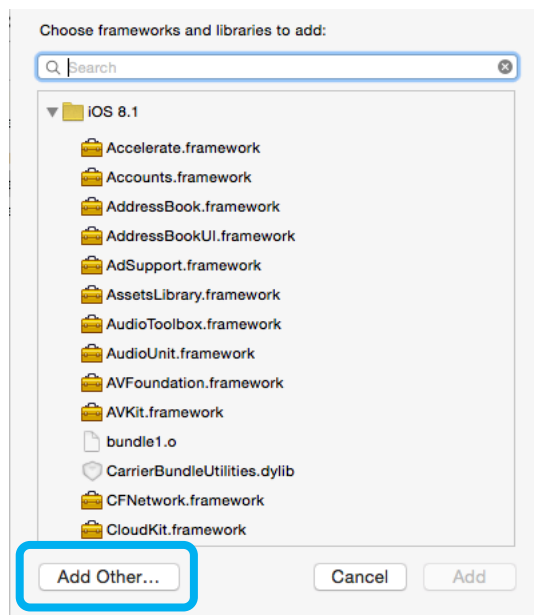 Choose frameworks and libraries to add:
Search
iOS 8.1
Accelerate.framework
Accounts.framework
AddressBook.framework
AddressBookUI.framework
AdSupport.framework
AssetsLibrary.framework
AudioToolbox.framework
AudioUnit.framework
AVFoundation.framework
AVKit.framework
bundle1.o
CarrierBundleUtilities.dylib
CFNetwork.framework
CloudKit.framework
Add Other... Cancel Add